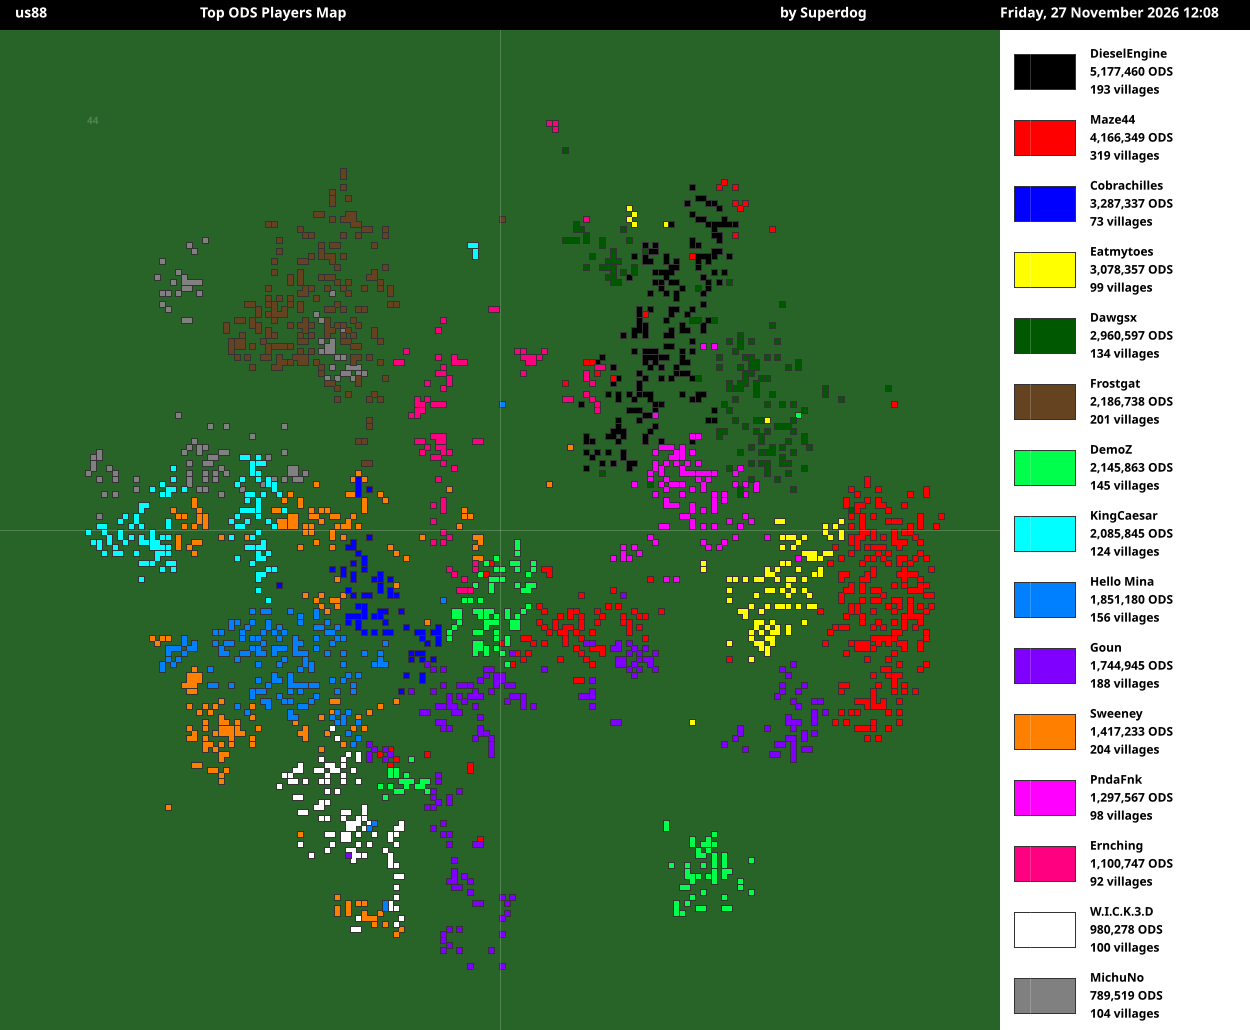 us88 Top ODS Players Map by Superdog Friday, 27 November 2026 12:08
44
DieselEngine
5,177,460 ODS
193 villages
Maze44
4,166,349 ODS
319 villages
Cobrachilles
3,287,337 ODS
73 villages
Eatmytoes
3,078,357 ODS
99 villages
Dawgsx
2,960,597 ODS
134 villages
Frostgat
2,186,738 ODS
201 villages
DemoZ
2,145,863 ODS
145 villages
KingCaesar
2,085,845 ODS
124 villages
Hello Mina
1,851,180 ODS
156 villages
Goun
1,744,945 ODS
188 villages
Sweeney
1,417,233 ODS
204 villages
PndaFnk
1,297,567 ODS
98 villages
Ernching
1,100,747 ODS
92 villages
W.I.C.K.3.D
980,278 ODS
100 villages
MichuNo
789,519 ODS
104 villages